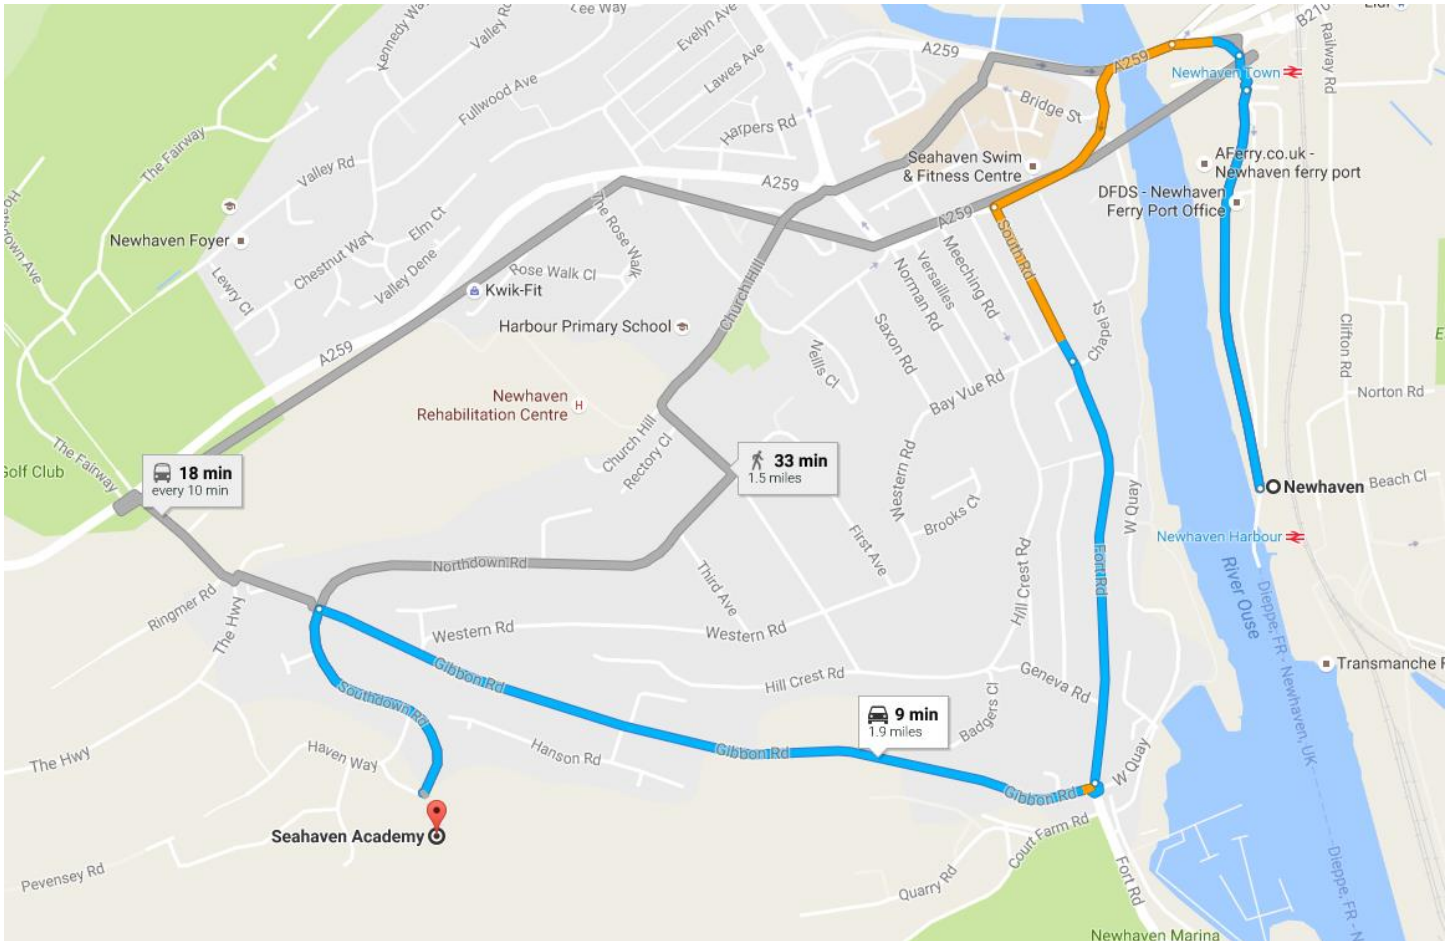 Kennedy Way
Valley Rd
Lee Way
Evelyn Ave
A259
B210
Railway Rd
Newhaven Town
Lawes Ave
Fullwood Ave
A259
Bridge St
Harpers Rd
The Fairway
Valley Rd
Seahaven Swim
& Fitness Centre
AFerry.co.uk -
Newhaven ferry port
DFDS - Newhaven
Ferry Port Office
A259
A259
Newhaven Foyer
Elm Ct
Chestnut Way
The Rose Walk
South Rd
Meeching Rd
Versailles
Norman Rd
Lewry Cl
Valley Dene
Rose Walk Cl
Kwik-Fit
Church Hill
Harbour Primary School
Saxon Rd
Chapel St
Clifton Rd
A259
Neills Cl
Newhaven
Rehabilitation Centre
H
Bay Vue Rd
Norton Rd
The Fairway
Church Hill
Rectory Cl
Golf Club
18 min
every 10 min
33 min
1.5 miles
Western Rd
Brooks Cl
W Quay
Newhaven
Beach Cl
First Ave
Newhaven Harbour
Northdown Rd
Third Ave
Fort Rd
Hill Crest Rd
River Ouse
Dieppe, FR - Newhaven, UK
Ringmer Rd
The Hwy
Western Rd
Western Rd
Gibbon Rd
Hill Crest Rd
Geneva Rd
Transmanche
Southdown Rd
9 min
1.9 miles
Badgers Cl
Haven Way
Hanson Rd
Gibbon Rd
W Quay
The Hwy
Gibbon Rd
Seahaven Academy
Court Farm Rd
Pevensey Rd
Quarry Rd
Fort Rd
Dieppe, FR - N
Newhaven Marina